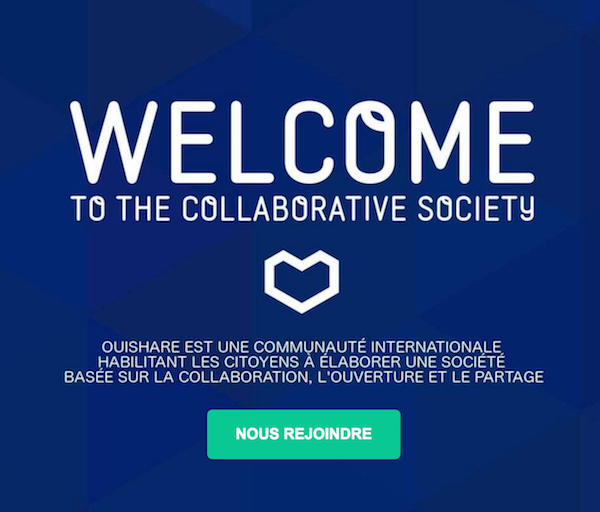 WELCOME
TO THE COLLABORATIVE SOCIETY
OUISHARE EST UNE COMMUNAUTÉ INTERNATIONALE
HABILITANT LES CITOYENS À ÉLABORER UNE SOCIÉTÉ
BASÉE SUR LA COLLABORATION, L'OUVERTURE ET LE PARTAGE
NOUS REJOINDRE